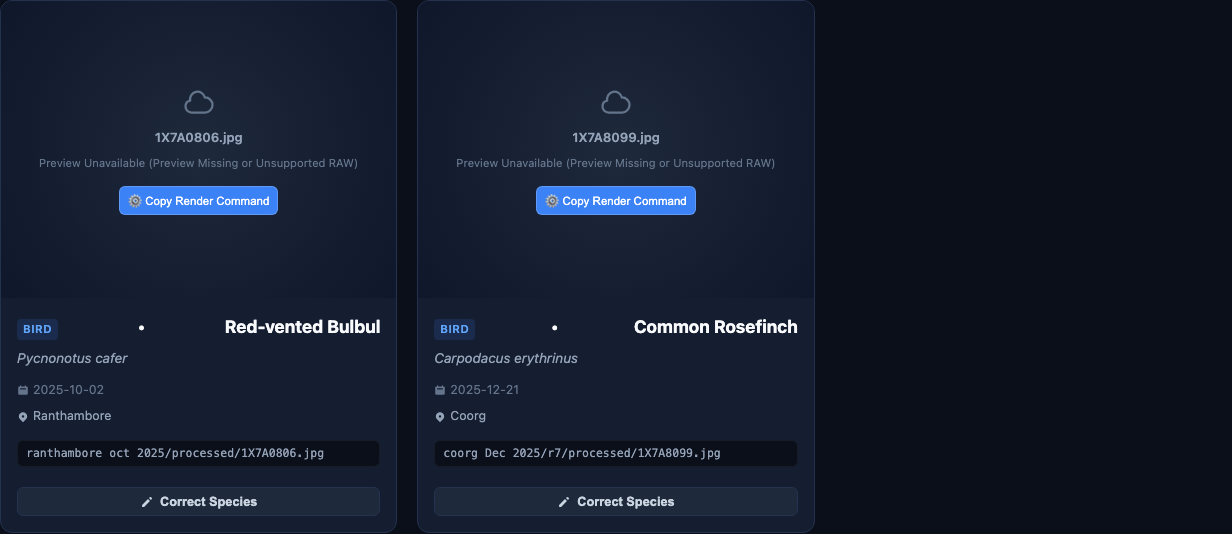 1X7A0806.jpg
Preview Unavailable (Preview Missing or Unsupported RAW)
Copy Render Command
BIRD • Red-vented Bulbul
Pycnonotus cafer
2025-10-02
Ranthambore
ranthambore oct 2025/processed/1X7A0806.jpg
Correct Species
1X7A8099.jpg
Preview Unavailable (Preview Missing or Unsupported RAW)
Copy Render Command
BIRD • Common Rosefinch
Carpodacus erythrinus
2025-12-21
Coorg
coorg Dec 2025/r7/processed/1X7A8099.jpg
Correct Species